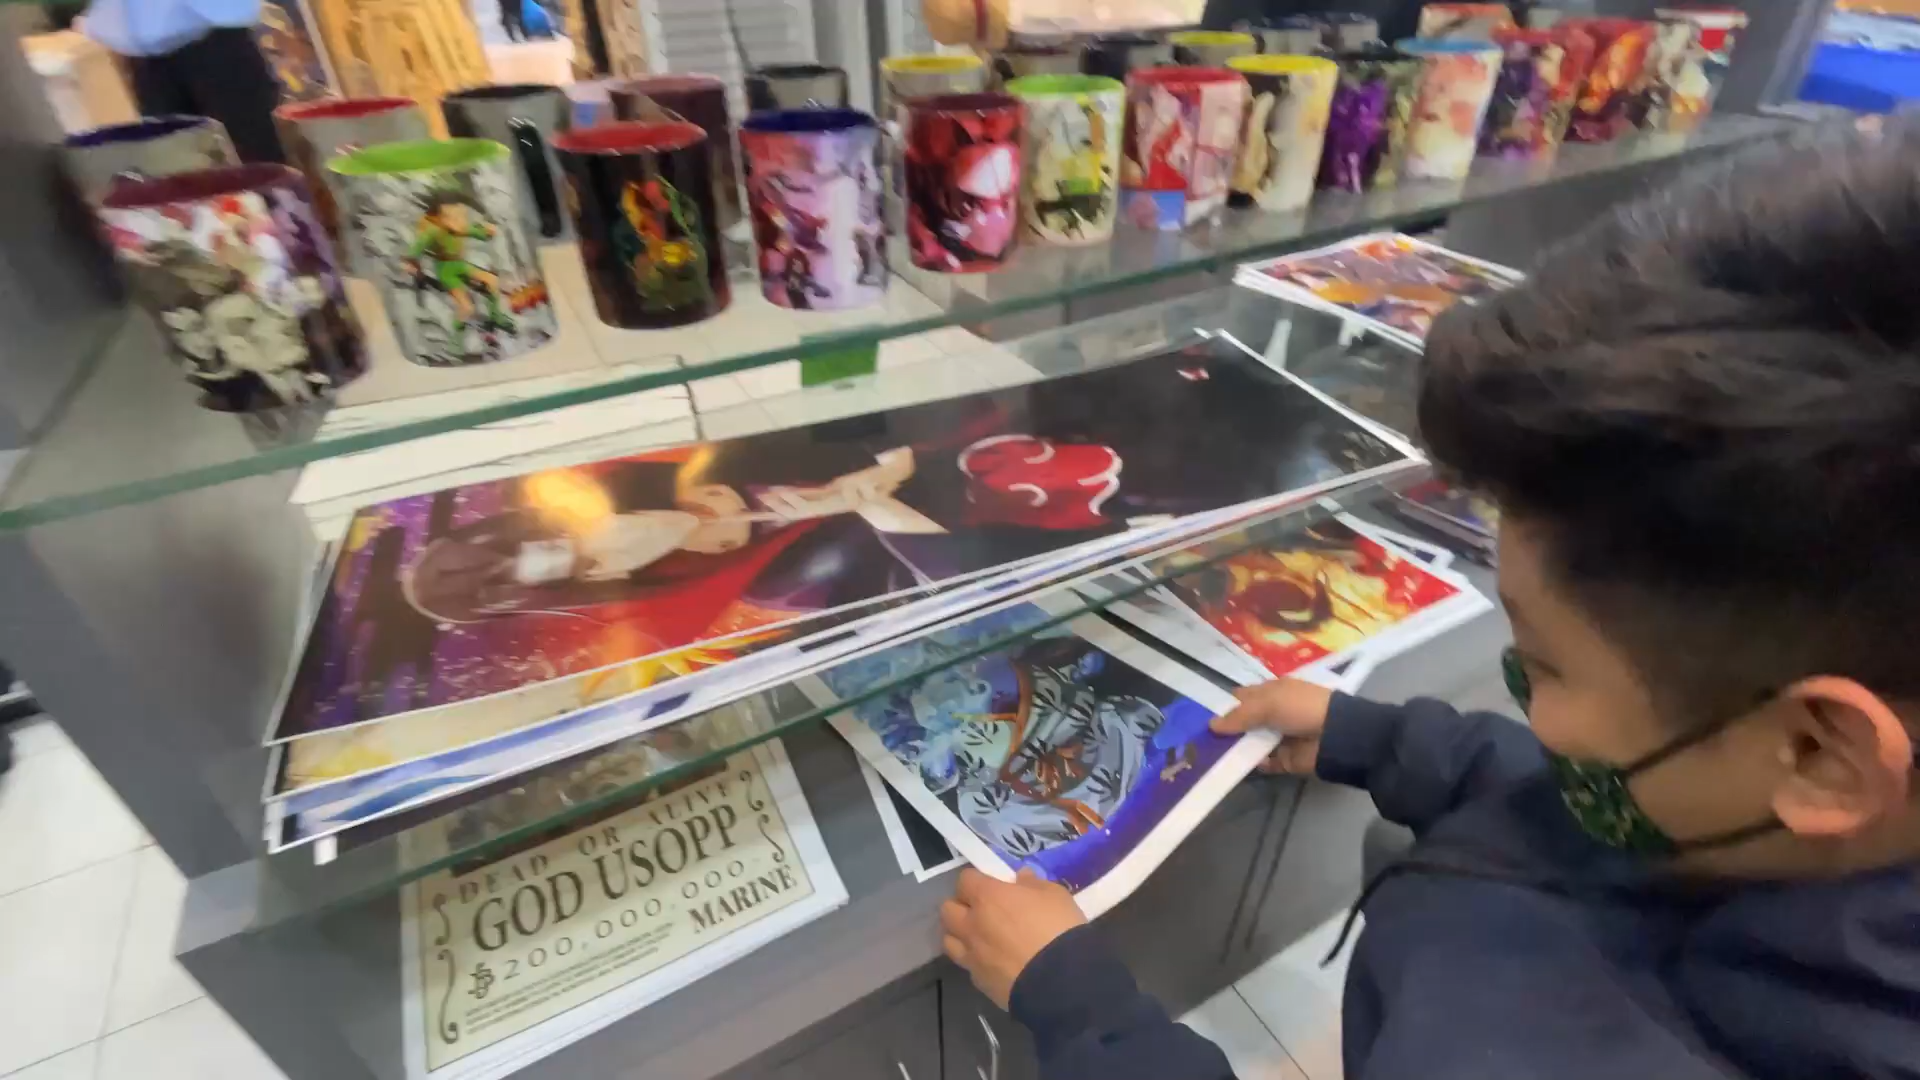 DEAD OR ALIVE
GOD USOPP
฿200,000,000-
MARINE